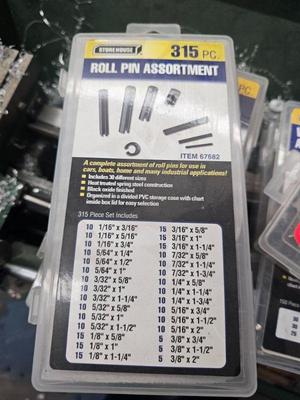 STOREHOUSE
315 PC.
ROLL PIN ASSORTMENT
ITEM 67682
A complete assortment of roll pins for use in
cars, boats, home and many industrial applications!
• Includes 30 different sizes
• Heat treated spring steel construction
• Black oxide finished
• Organized in a divided PVC storage case with chart
inside box lid for easy selection
315 Piece Set Includes
10 1/16" x 3/16"
10 1/16" x 5/16"
10 1/16" x 3/4"
10 5/64" x 1/4"
10 5/64" x 1/2"
10 5/64" x 1"
10 3/32" x 5/8"
10 3/32" x 1"
10 3/32" x 1-1/4"
10 5/32" x 5/8"
10 5/32" x 1"
10 5/32" x 1-1/2"
15 1/8" x 5/8"
15 1/8" x 1"
15 1/8" x 1-1/4"
15 3/16" x 5/8"
15 3/16" x 1"
15 3/16" x 1-1/4"
10 7/32" x 5/8"
10 7/32" x 1-1/4"
10 7/32" x 1-3/4"
10 1/4" x 5/8"
10 1/4" x 1-1/4"
10 1/4" x 1-3/4"
10 5/16" x 3/4"
10 5/16" x 2"
5 3/8" x 3/4"
5 3/8" x 1-1/2"
5 3/8" x 2"